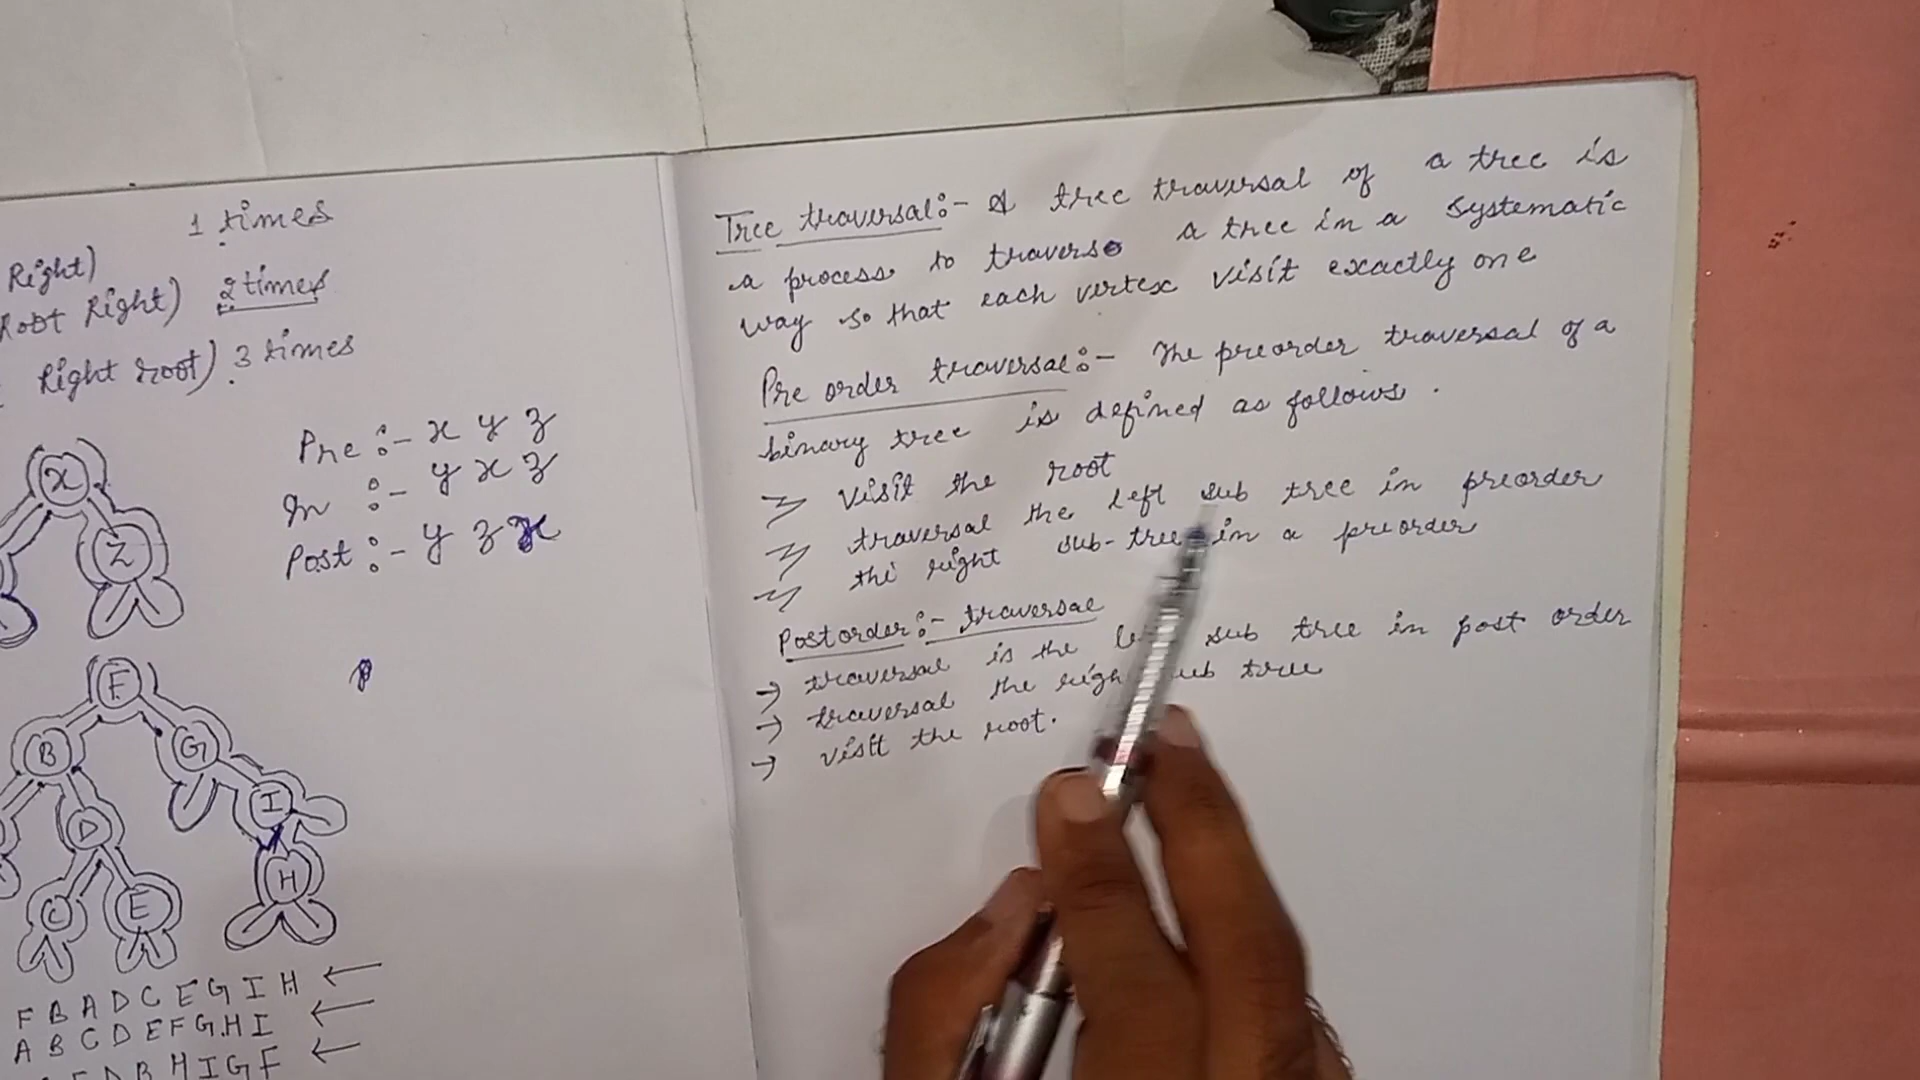 1 times
Right)
Root Right) 2 times
Right root) 3 times
Pre :- x y z
In :- y x z
Post :- y z x
X
Z
F
B
G
D
I
C
E
H
F B A D C E G I H ←
A B C D E F G H I ←
E D B H I G F ←
Tree traversal :- A tree traversal of a tree is
a process to traverse a tree in a systematic
way so that each vertex visit exactly one
Pre order traversal :- The preorder traversal of a
binary tree is defined as follows .
visit the root
traversal the left sub tree in preorder
the right sub-tree in a preorder
Postorder :- traversal
→ traversal is the sub tree in post order
→ traversal the tree
→ visit the root.